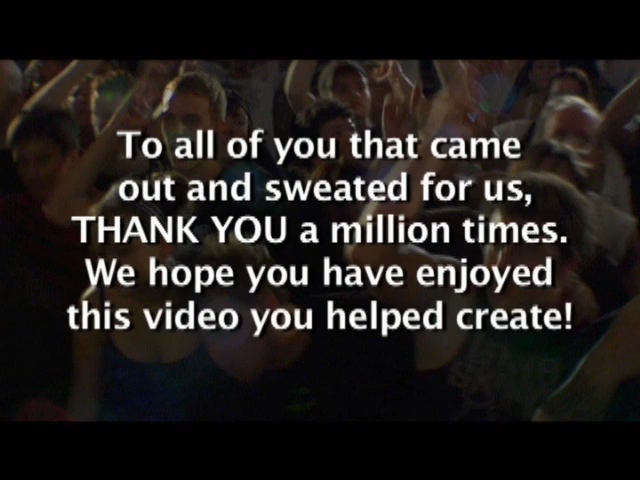 To all of you that came
out and sweated for us,
THANK YOU a million times.
We hope you have enjoyed
this video you helped create!